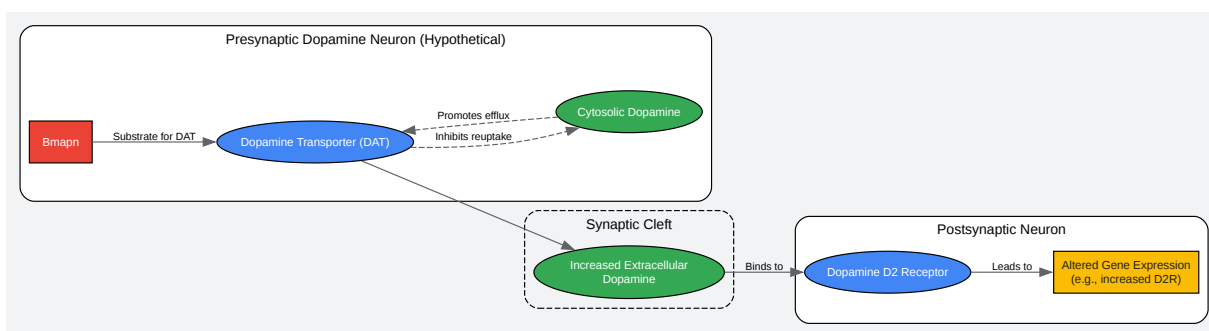 Presynaptic Dopamine Neuron (Hypothetical)
Bmapn
Substrate for DAT
Dopamine Transporter (DAT)
Promotes efflux
Inhibits reuptake
Cytosolic Dopamine
Synaptic Cleft
Increased Extracellular
Dopamine
Binds to
Postsynaptic Neuron
Dopamine D2 Receptor
Leads to
Altered Gene Expression
(e.g., increased D2R)